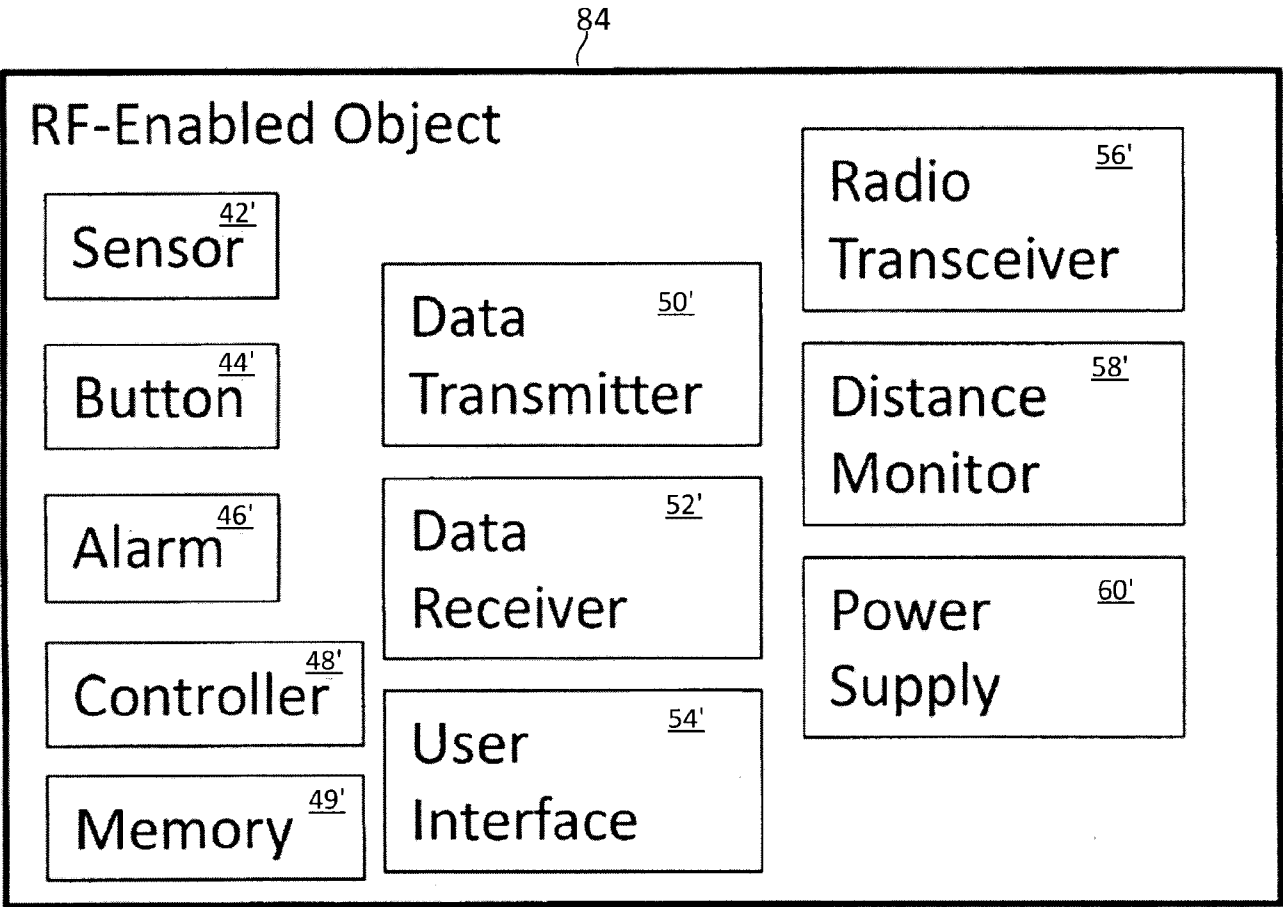 84
RF-Enabled Object
42'
Sensor
44'
Button
46'
Alarm
48'
Controller
49'
Memory
50'
Data
Transmitter
52'
Data
Receiver
54'
User
Interface
56'
Radio
Transceiver
58'
Distance
Monitor
60'
Power
Supply